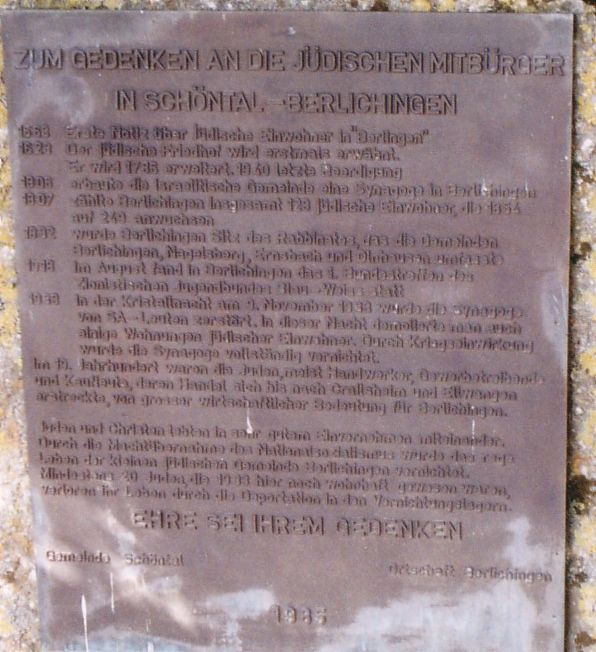 ZUM GEDENKEN AN DIE JÜDISCHEN MITBÜRGER
IN SCHÖNTAL-BERLICHINGEN
Erste Notiz über jüdische Einwohner in "Berlingen"
Der jüdische Friedhof wird erstmals erwähnt.
Er wird erweitert. 1940 letzte Beerdigung
erbaute die Israelitische Gemeinde eine Synagoge in Berlichingen
1807 zählte Berlichingen insgesamt 128 jüdische Einwohner, die 1854
auf 249 anwuchsen
1832 wurde Berlichingen Sitz des Rabbinates, das die Gemeinden
Berlichingen, Nagelsberg, Ernsbach und Olnhausen umfasste
Im August fand in Berlichingen das 1. Bundestreffen des
Zionistischen Jugendbundes Blau-Weiss statt
1938 In der Kristallnacht am 9. November 1938 wurde die Synagoge
von SA-Leuten zerstört. In dieser Nacht demolierte man auch
einige Wohnungen jüdischer Einwohner. Durch Kriegseinwirkung
wurde die Synagoge vollständig vernichtet.
Im 19. Jahrhundert waren die Juden, meist Handwerker, Gewerbetreibende
und Kaufleute, deren Handel sich bis nach Crailsheim und Ellwangen
erstreckte, von grosser wirtschaftlicher Bedeutung für Berlichingen.
Juden und Christen lebten in sehr gutem Einvernehmen miteinander.
Durch die Machtübernahme des Nationalsozialismus wurde das rege
Leben der kleinen jüdischen Gemeinde Berlichingen vernichtet.
Mindestens 20 Juden, die 1933 hier noch wohnhaft gewesen waren,
verloren ihr Leben durch die Deportation in den Vernichtungslagern.
EHRE SEI IHREM GEDENKEN
Gemeinde Schöntal
Ortschaft Berlichingen
1985